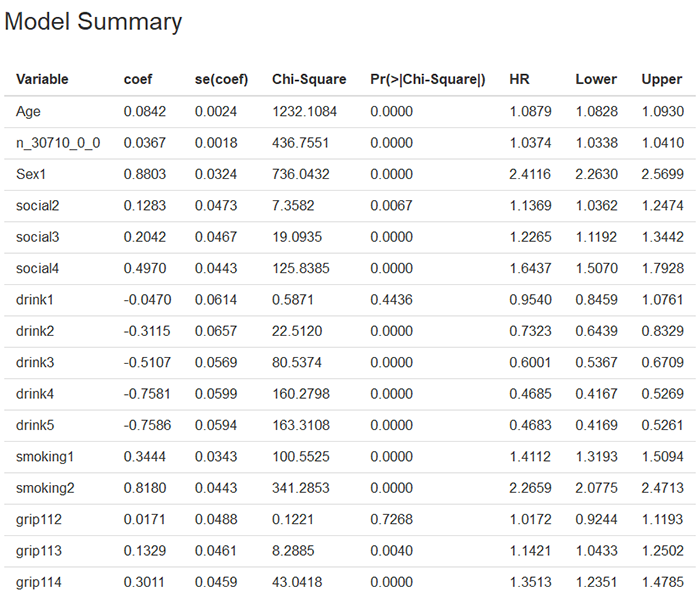 Model Summary
Variable coef se(coef) Chi-Square Pr(>|Chi-Square|) HR Lower Upper
Age 0.0842 0.0024 1232.1084 0.0000 1.0879 1.0828 1.0930
n_30710_0_0 0.0367 0.0018 436.7551 0.0000 1.0374 1.0338 1.0410
Sex1 0.8803 0.0324 736.0432 0.0000 2.4116 2.2630 2.5699
social2 0.1283 0.0473 7.3582 0.0067 1.1369 1.0362 1.2474
social3 0.2042 0.0467 19.0935 0.0000 1.2265 1.1192 1.3442
social4 0.4970 0.0443 125.8385 0.0000 1.6437 1.5070 1.7928
drink1 -0.0470 0.0614 0.5871 0.4436 0.9540 0.8459 1.0761
drink2 -0.3115 0.0657 22.5120 0.0000 0.7323 0.6439 0.8329
drink3 -0.5107 0.0569 80.5374 0.0000 0.6001 0.5367 0.6709
drink4 -0.7581 0.0599 160.2798 0.0000 0.4685 0.4167 0.5269
drink5 -0.7586 0.0594 163.3108 0.0000 0.4683 0.4169 0.5261
smoking1 0.3444 0.0343 100.5525 0.0000 1.4112 1.3193 1.5094
smoking2 0.8180 0.0443 341.2853 0.0000 2.2659 2.0775 2.4713
grip112 0.0171 0.0488 0.1221 0.7268 1.0172 0.9244 1.1193
grip113 0.1329 0.0461 8.2885 0.0040 1.1421 1.0433 1.2502
grip114 0.3011 0.0459 43.0418 0.0000 1.3513 1.2351 1.4785